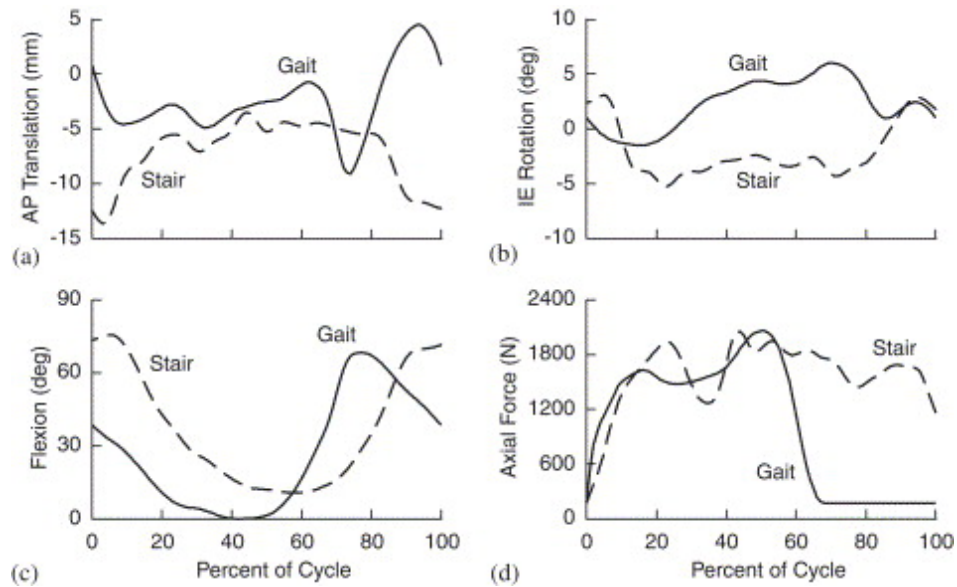 5
0
-5
-10
-15
AP Translation (mm)
Gait
Stair
(a)
10
5
0
-5
-10
IE Rotation (deg)
Gait
Stair
(b)
90
60
30
0
Flexion (deg)
Stair
Gait
0 20 40 60 80 100
Percent of Cycle
(c)
2400
1800
1200
600
0
Axial Force (N)
Stair
Gait
0 20 40 60 80 100
Percent of Cycle
(d)